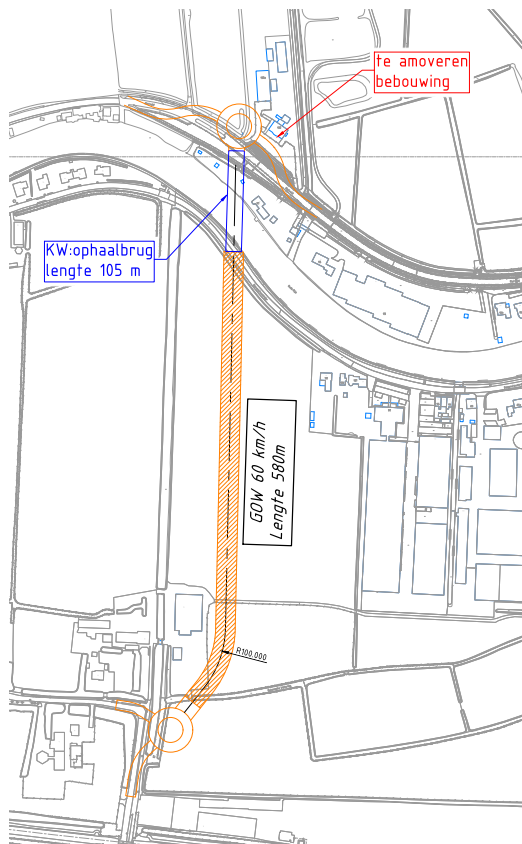 te amoveren
bebouwing
KW:ophaalbrug
lengte 105 m
GOW 60 km/h
Lengte 580m
R100.000